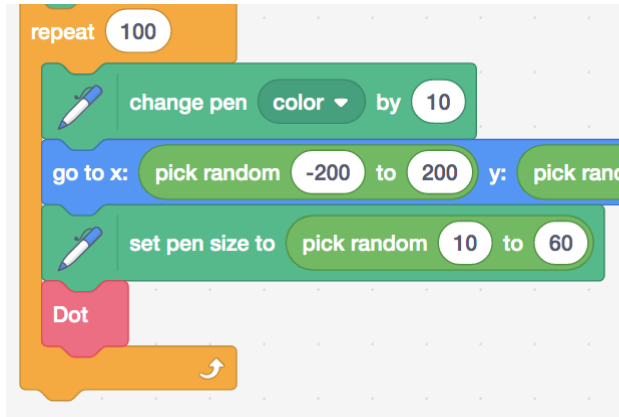 repeat 100
change pen color by 10
go to x: pick random -200 to 200 y: pick
set pen size to pick random 10 to 60
Dot